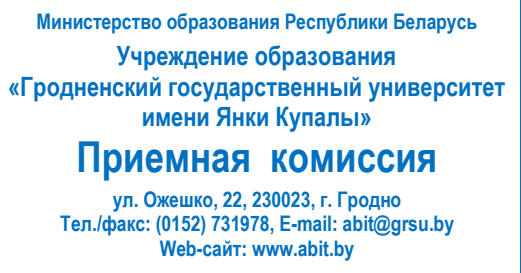 Министерство образования Республики Беларусь
Учреждение образования
«Гродненский государственный университет
имени Янки Купалы»
Приемная комиссия
ул. Ожешко, 22, 230023, г. Гродно
Тел./факс: (0152) 731978, E-mail: abit@grsu.by
Web-сайт: www.abit.by